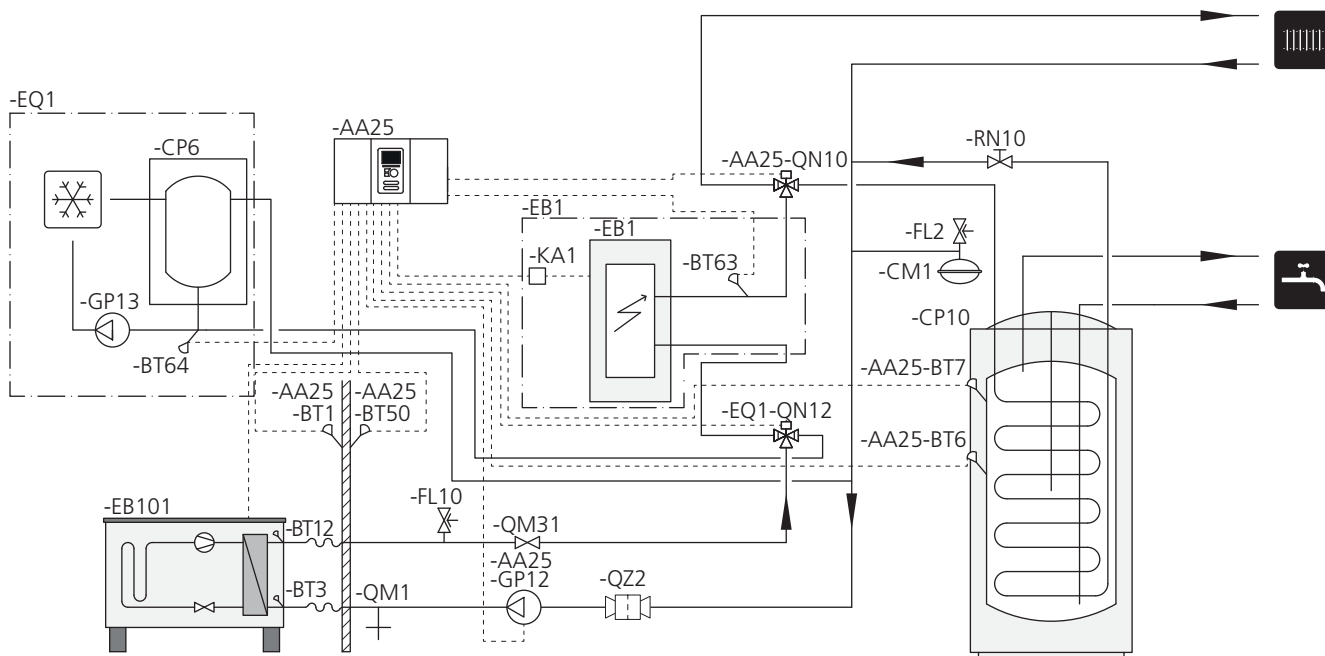 -EQ1
-CP6
-GP13
-BT64
-AA25
-EB1
-EB1
-KA1
-BT63
-AA25-QN10
-RN10
-FL2
-CM1
-CP10
-AA25-BT7
-AA25-BT6
-EQ1-QN12
-AA25
-BT1
-AA25
-BT50
-EB101
-BT12
-BT3
-FL10
-QM31
-AA25
-GP12
-QZ2
-QM1